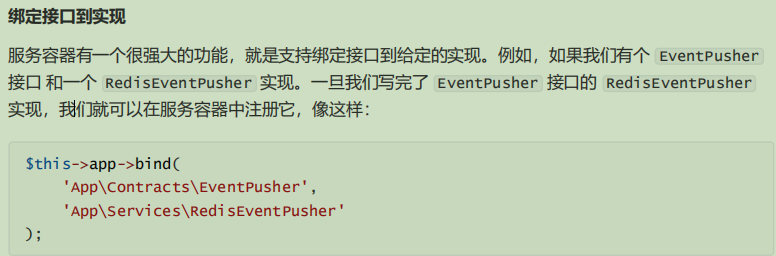 绑定接口到实现
服务容器有一个很强大的功能，就是支持绑定接口到给定的实现。例如，如果我们有个 EventPusher
接口 和一个 RedisEventPusher 实现。一旦我们写完了 EventPusher 接口的 RedisEventPusher
实现，我们就可以在服务容器中注册它，像这样：
$this->app->bind(
    'App\Contracts\EventPusher',
    'App\Services\RedisEventPusher'
);